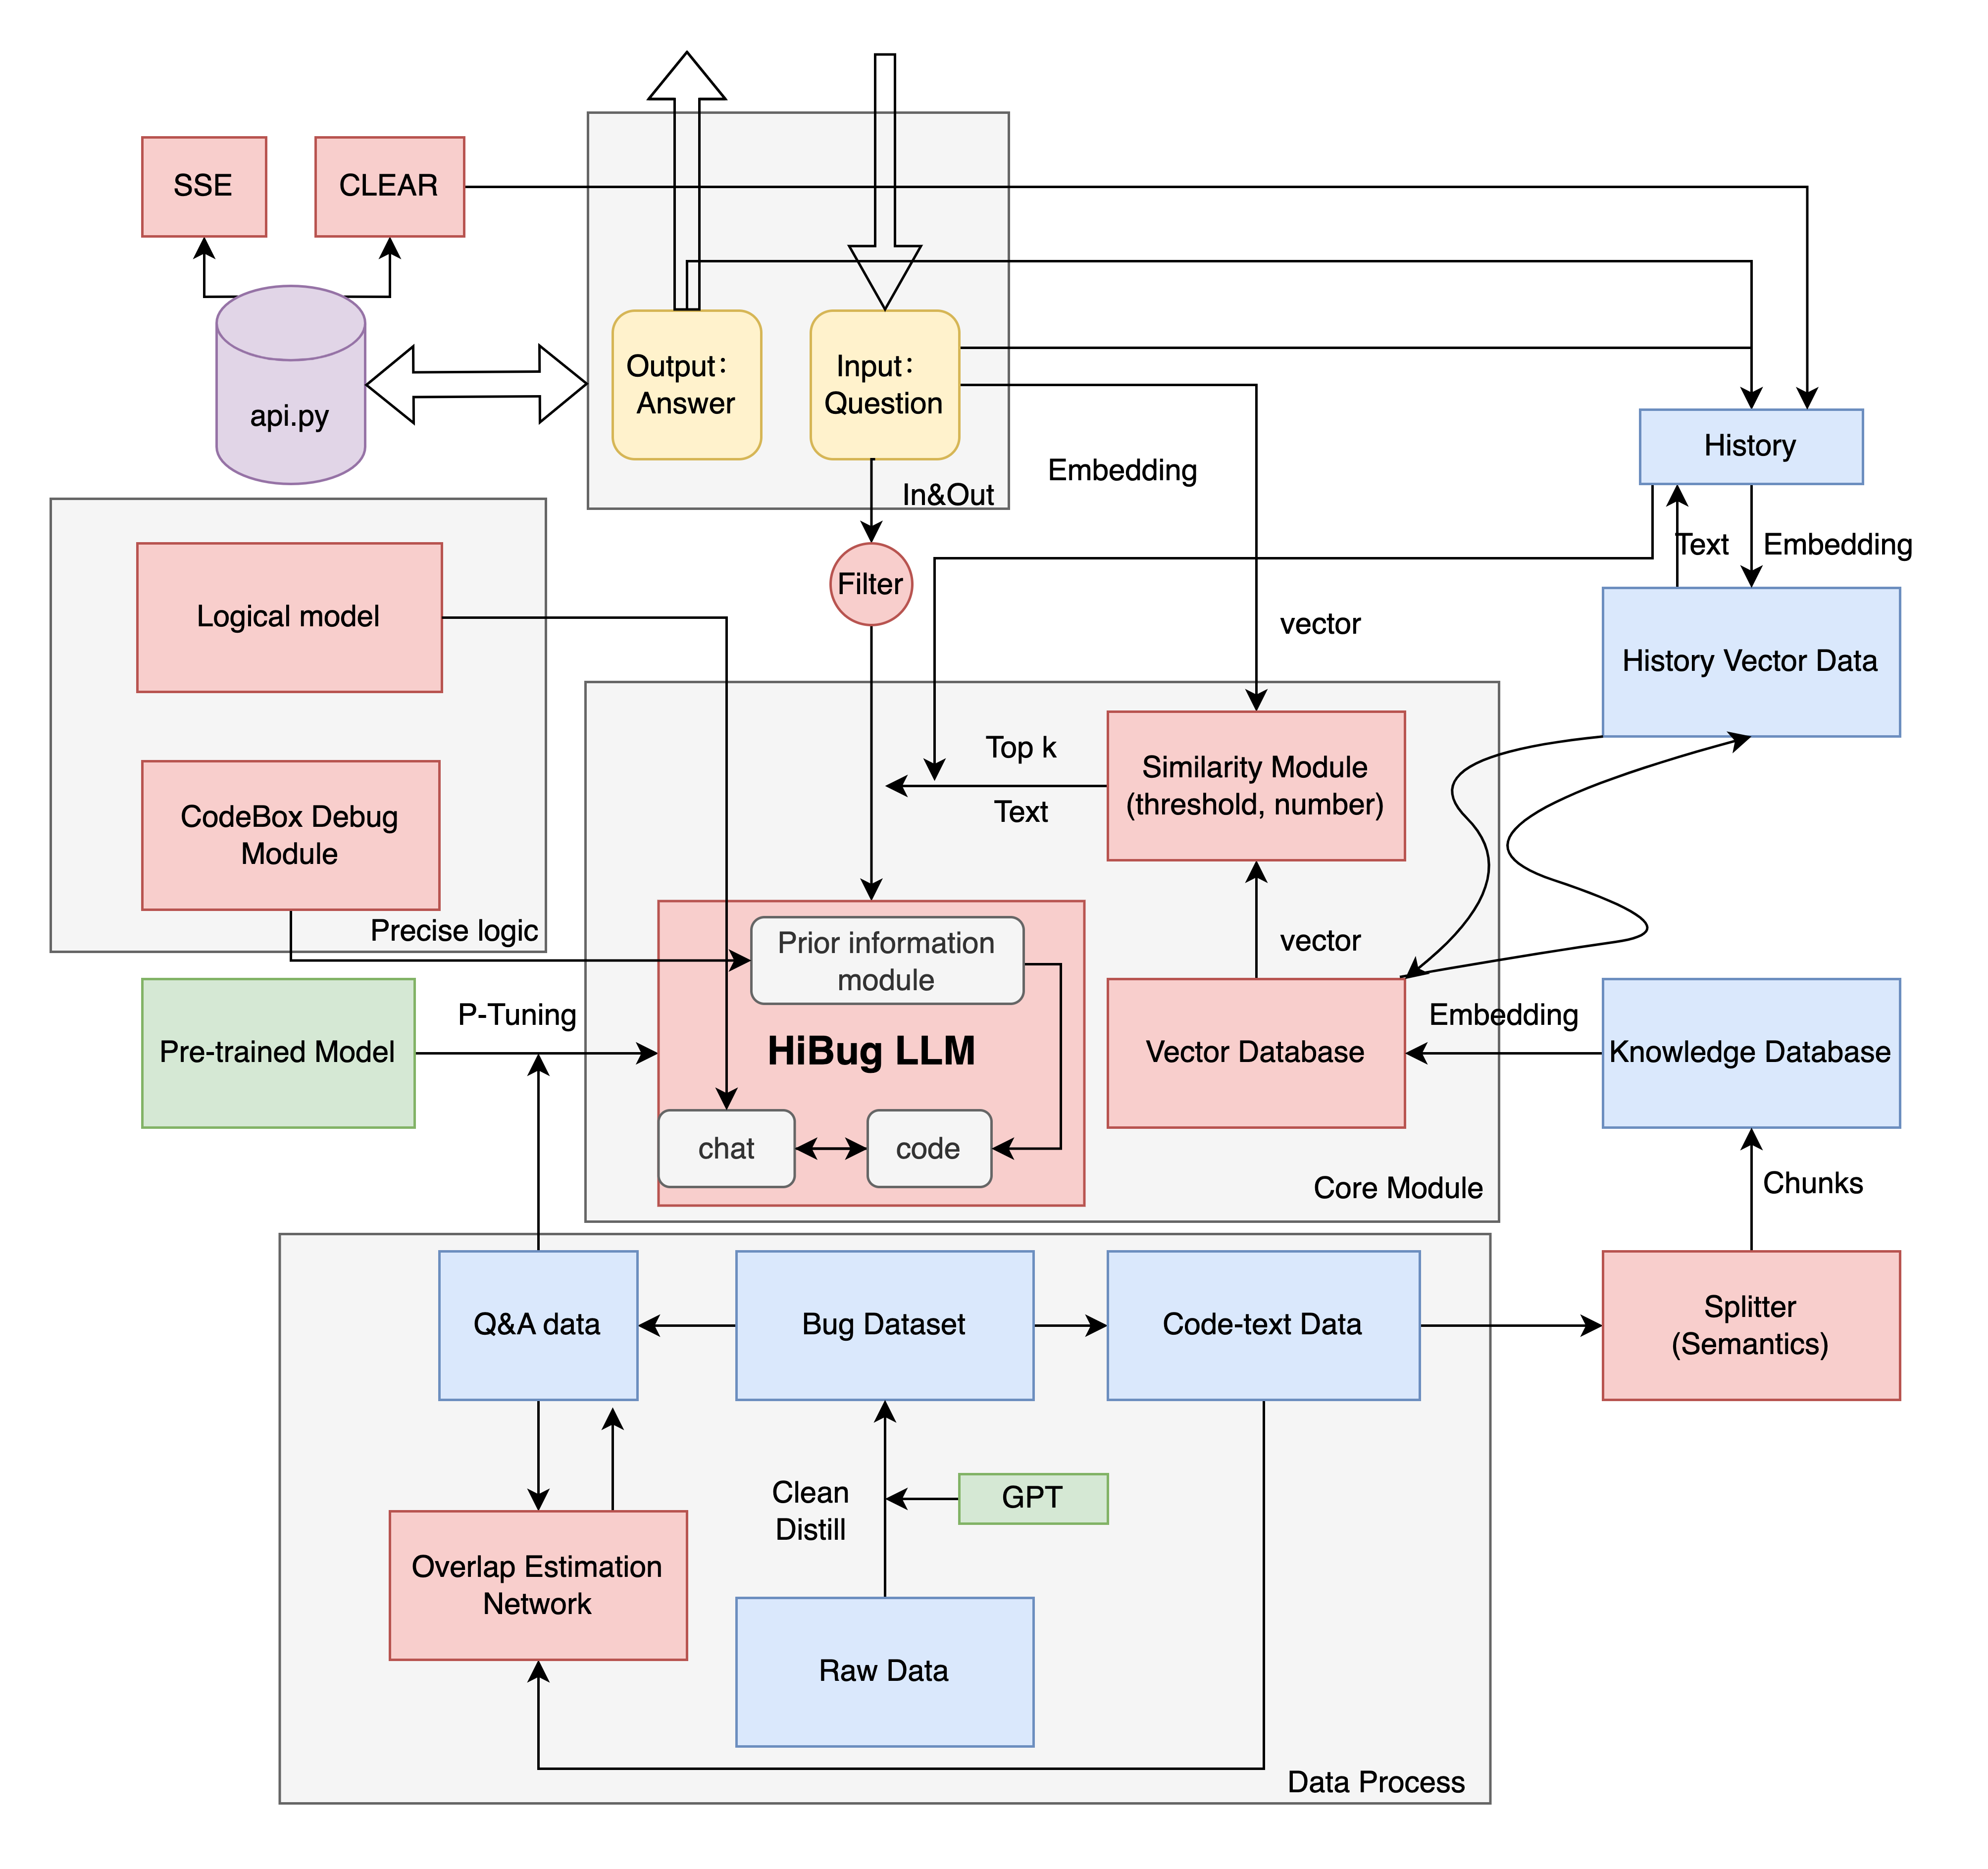 SSE
CLEAR
api.py
Output：
Answer
Input：
Question
In&Out
Embedding
History
Text
Embedding
Filter
Logical model
vector
History Vector Data
Top k
Text
Similarity Module
(threshold, number)
CodeBox Debug
Module
Precise logic
Prior information
module
vector
Pre-trained Model
P-Tuning
HiBug LLM
Vector Database
Embedding
Knowledge Database
chat
code
Core Module
Chunks
Q&A data
Bug Dataset
Code-text Data
Splitter
(Semantics)
Clean
Distill
GPT
Overlap Estimation
Network
Raw Data
Data Process